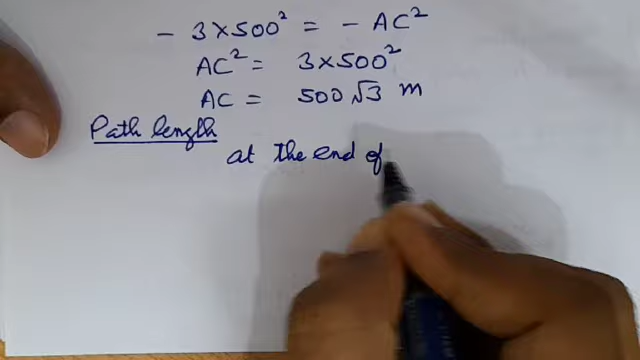 - 3×500² = - AC²
AC² = 3×500²
AC = 500√3 m
Path length
at the end of